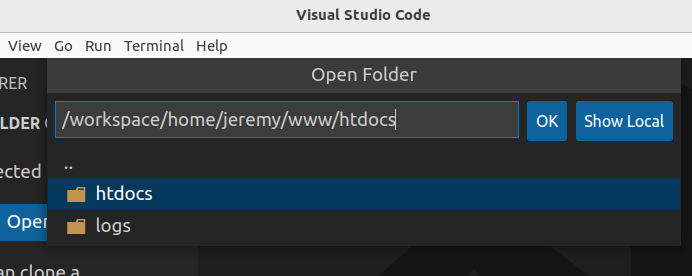 Visual Studio Code
View Go Run Terminal Help
Open Folder
/workspace/home/jeremy/www/htdocs
OK
Show Local
..
htdocs
logs
RER
LDER
ected
Open
an clone a